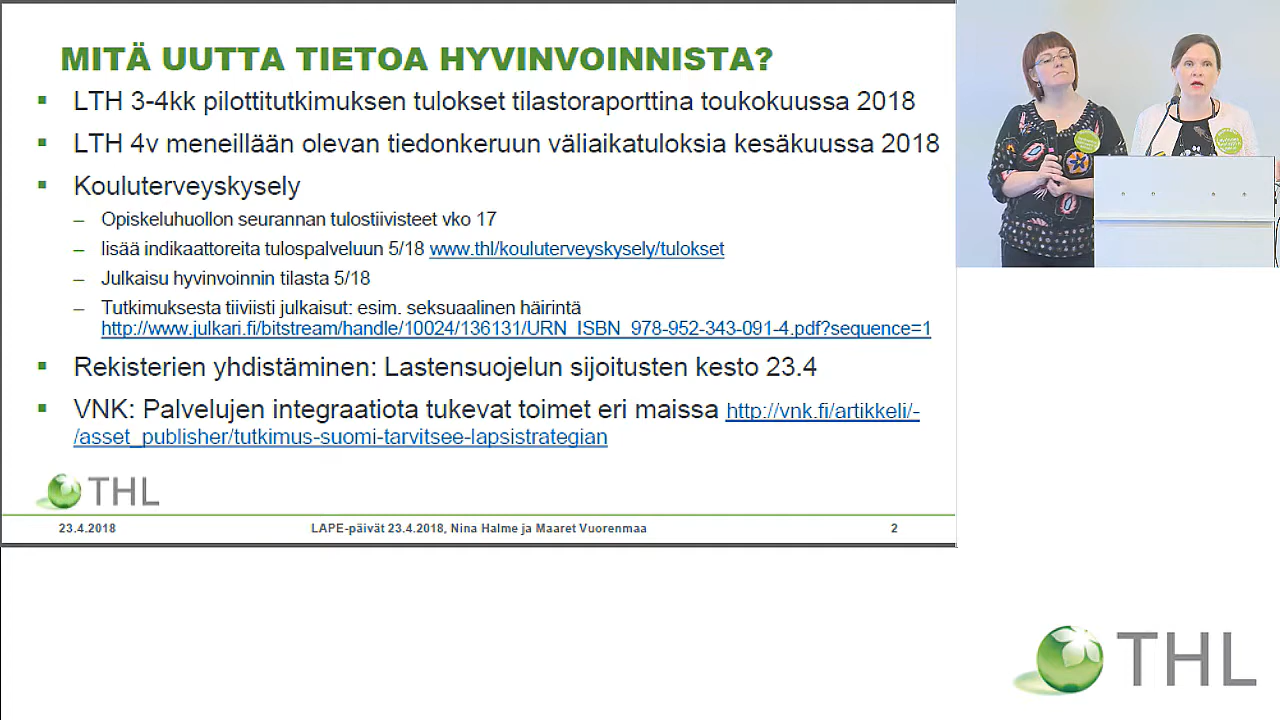 MITÄ UUTTA TIETOA HYVINVOINNISTA?
LTH 3-4kk pilottitutkimuksen tulokset tilastoraporttina toukokuussa 2018
LTH 4v meneillään olevan tiedonkeruun väliaikatuloksia kesäkuussa 2018
Kouluterveyskysely
– Opiskeluhuollon seurannan tulostiivisteet vko 17
– lisää indikaattoreita tulospalveluun 5/18 www.thl/kouluterveyskysely/tulokset
– Julkaisu hyvinvoinnin tilasta 5/18
– Tutkimuksesta tiiviisti julkaisut: esim. seksuaalinen häirintä
http://www.julkari.fi/bitstream/handle/10024/136131/URN_ISBN_978-952-343-091-4.pdf?sequence=1
Rekisterien yhdistäminen: Lastensuojelun sijoitusten kesto 23.4
VNK: Palvelujen integraatiota tukevat toimet eri maissa http://vnk.fi/artikkeli/-
/asset_publisher/tutkimus-suomi-tarvitsee-lapsistrategian
THL
23.4.2018 LAPE-päivät 23.4.2018, Nina Halme ja Maaret Vuorenmaa 2
THL